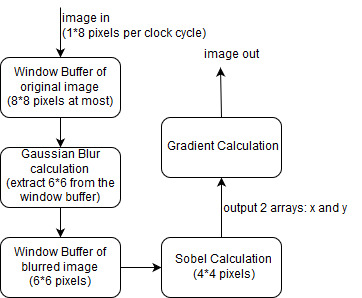 image in
(1*8 pixels per clock cycle)
Window Buffer of
original image
(8*8 pixels at most)
Gaussian Blur
calculation
(extract 6*6 from the
window buffer)
Window Buffer of
blurred image
(6*6 pixels)
Sobel Calculation
(4*4 pixels)
output 2 arrays: x and y
Gradient Calculation
image out